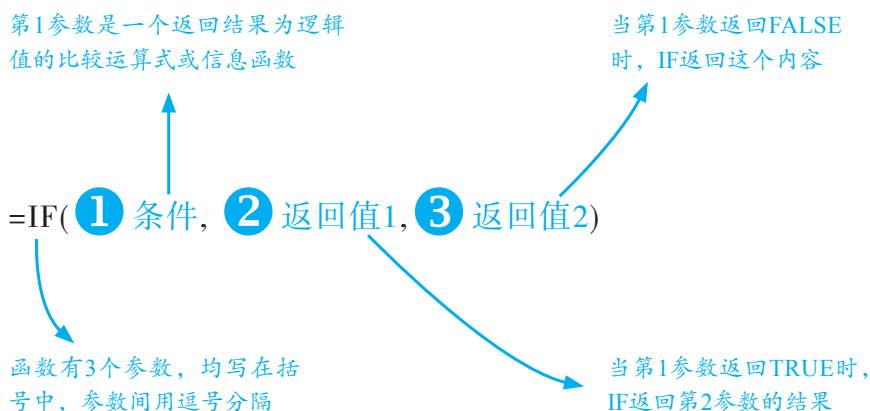 第1参数是一个返回结果为逻辑
值的比较运算式或信息函数
当第1参数返回FALSE
时，IF返回这个内容
=IF(❶条件, ❷返回值1,❸返回值2)
函数有3个参数，均写在括
号中，参数间用逗号分隔
当第1参数返回TRUE时，
IF返回第2参数的结果